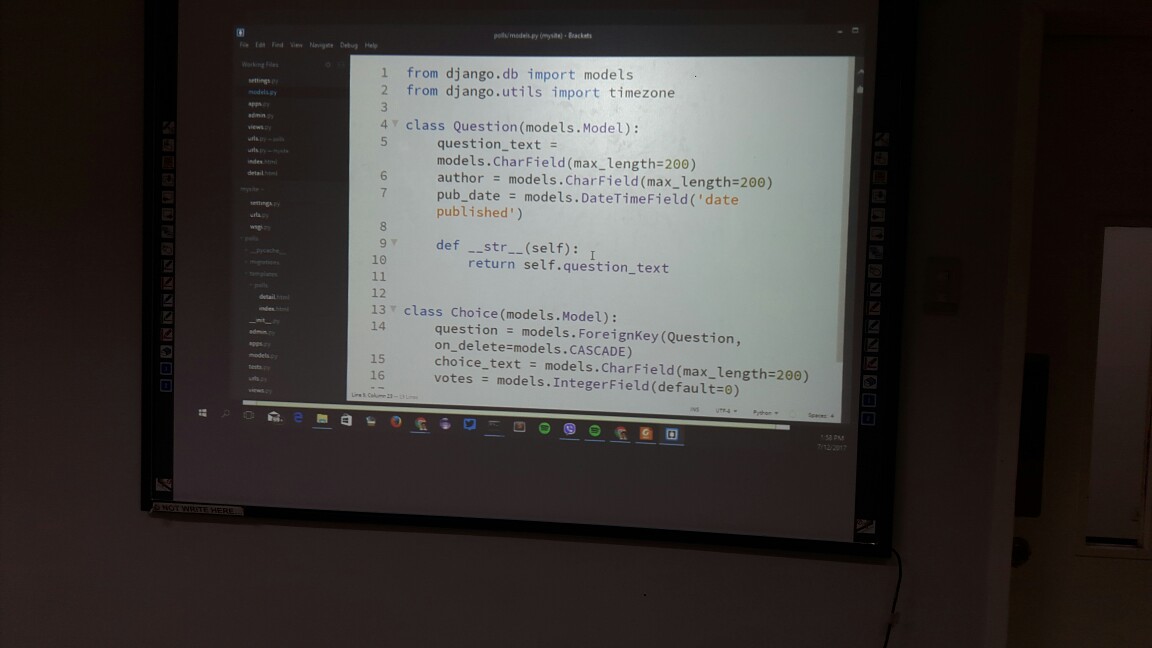 polls/models.py (mysite) - Brackets
File Edit Find View Navigate Debug Help
Working Files
settings.py
models.py
apps.py
admin.py
views.py
urls.py — polls
urls.py — mysite
index.html
detail.html
mysite
settings.py
urls.py
wsgi.py
polls
__pycache__
migrations
templates
polls
detail.html
index.html
__init__.py
admin.py
apps.py
models.py
tests.py
urls.py
views.py
1 from django.db import models
2 from django.utils import timezone
3
4 class Question(models.Model):
5 question_text =
models.CharField(max_length=200)
6 author = models.CharField(max_length=200)
7 pub_date = models.DateTimeField('date
published')
8
9 def __str__(self):
10 return self.question_text
11
12
13 class Choice(models.Model):
14 question = models.ForeignKey(Question,
on_delete=models.CASCADE)
15 choice_text = models.CharField(max_length=200)
16 votes = models.IntegerField(default=0)
INS UTF-8 Python Spaces: 4
1:58 PM
7/12/2017
NOT WRITE HERE